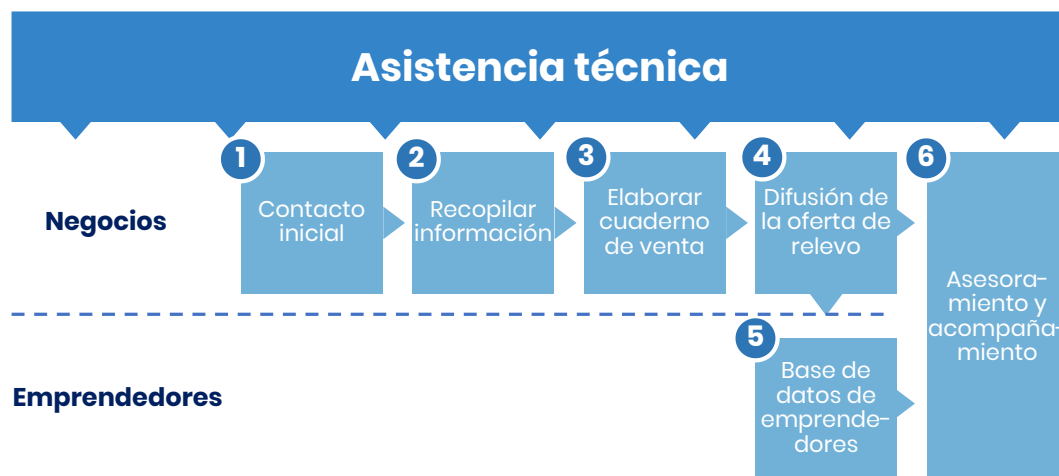 Asistencia técnica
Negocios
1
Contacto
inicial
2
Recopilar
información
3
Elaborar
cuaderno
de venta
4
Difusión de
la oferta de
relevo
6
Asesora-
miento y
acompaña-
miento
Emprendedores
5
Base de
datos de
emprende-
dores